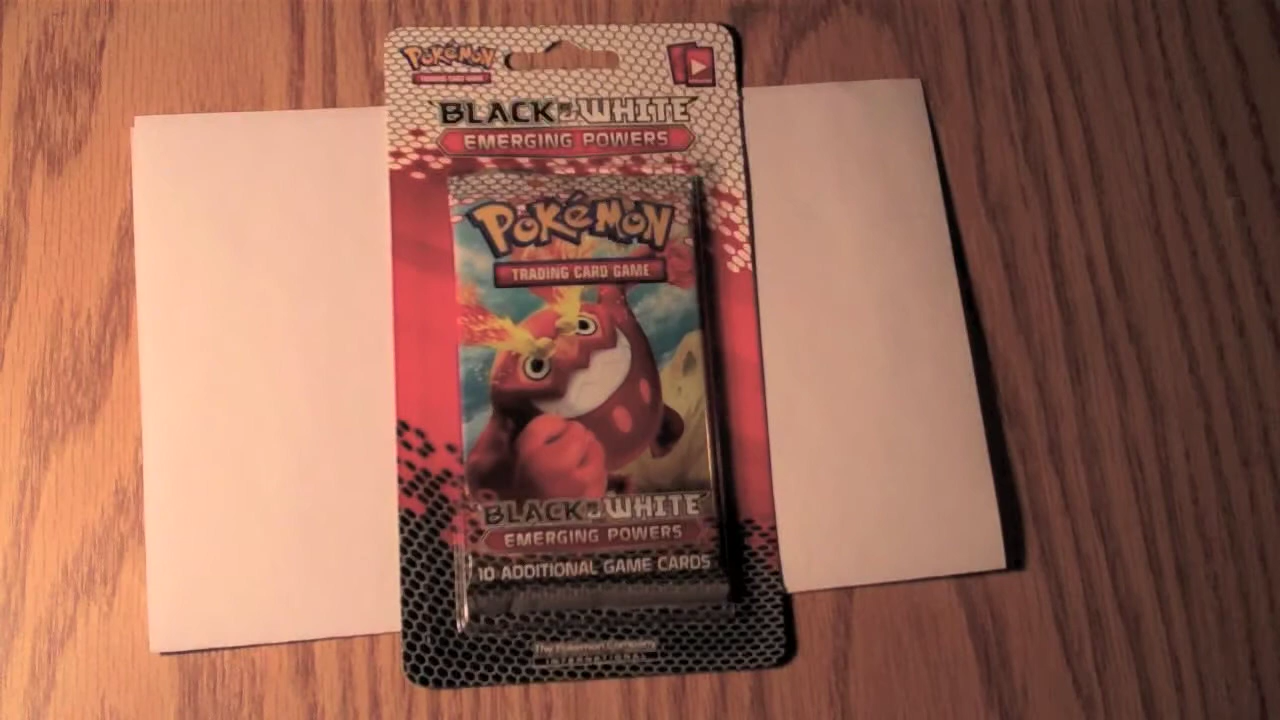 POKÉMON
TRADING CARD GAME
BLACK & WHITE
EMERGING POWERS
POKÉMON
TRADING CARD GAME
BLACK & WHITE
EMERGING POWERS
10 ADDITIONAL GAME CARDS
The Pokémon Company
INTERNATIONAL